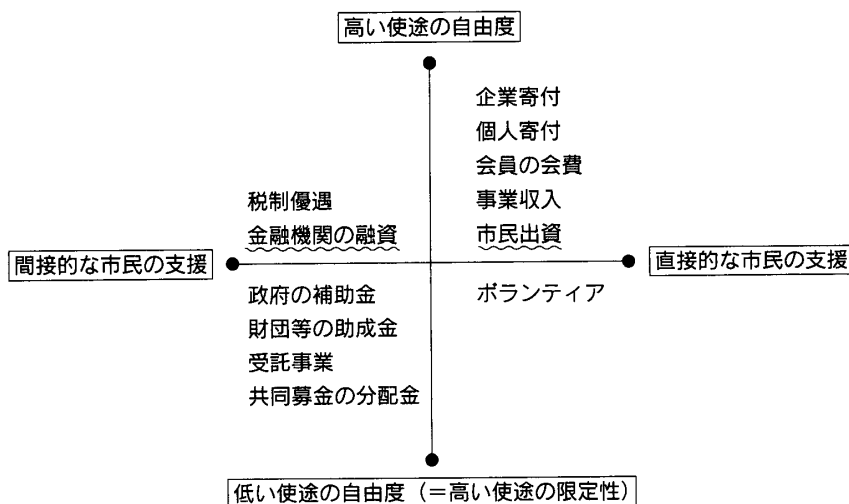 高い使途の自由度
企業寄付
個人寄付
会員の会費
税制優遇
事業収入
金融機関の融資
市民出資
間接的な市民の支援
直接的な市民の支援
政府の補助金
ボランティア
財団等の助成金
受託事業
共同募金の分配金
低い使途の自由度（＝高い使途の限定性）